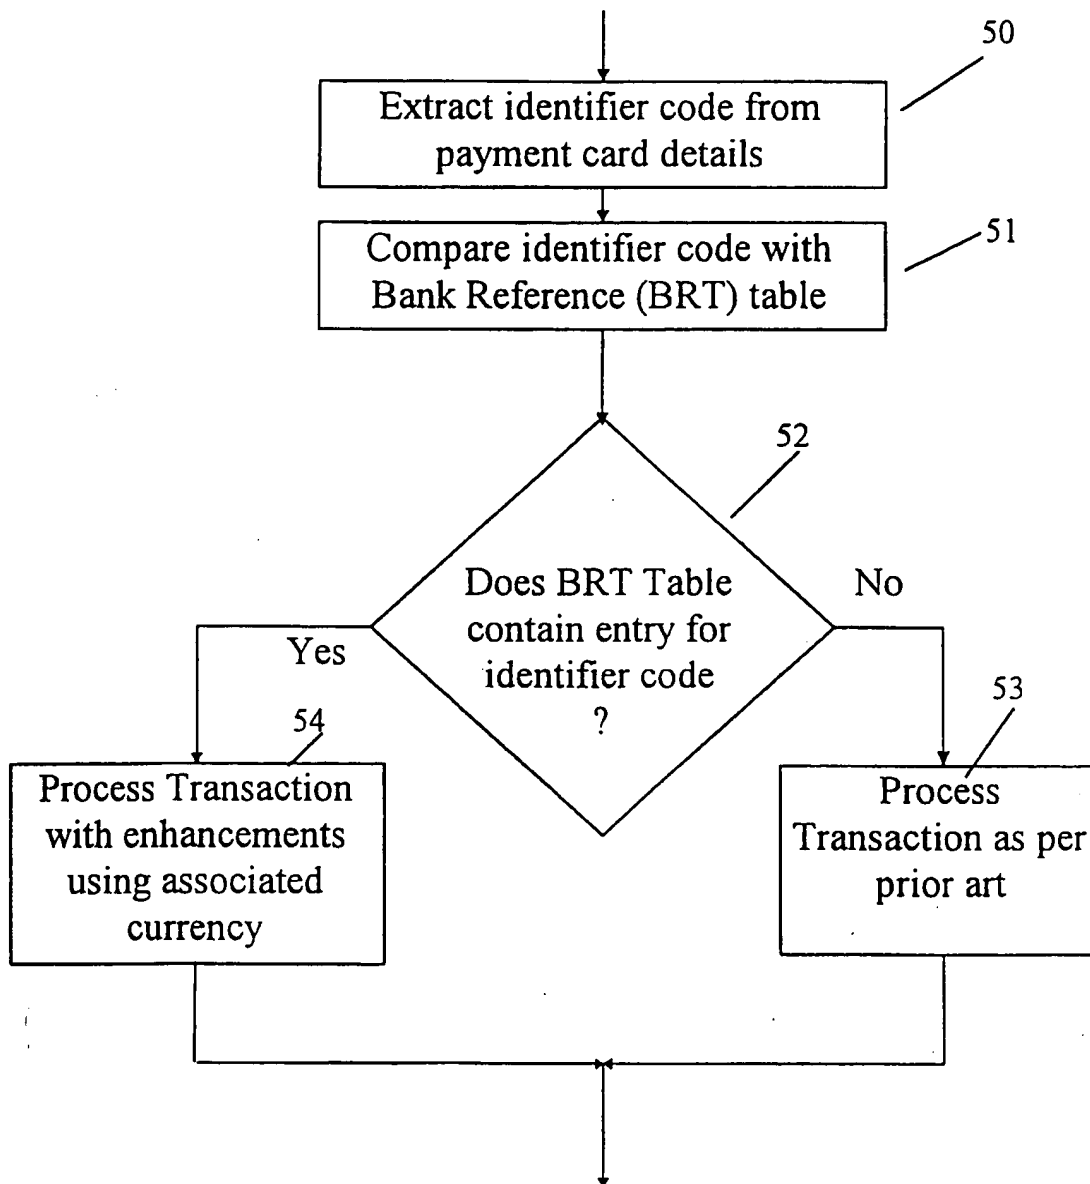 50
Extract identifier code from
payment card details
51
Compare identifier code with
Bank Reference (BRT) table
52
Does BRT Table
contain entry for
identifier code
?
Yes
No
54
Process Transaction
with enhancements
using associated
currency
53
Process
Transaction as per
prior art